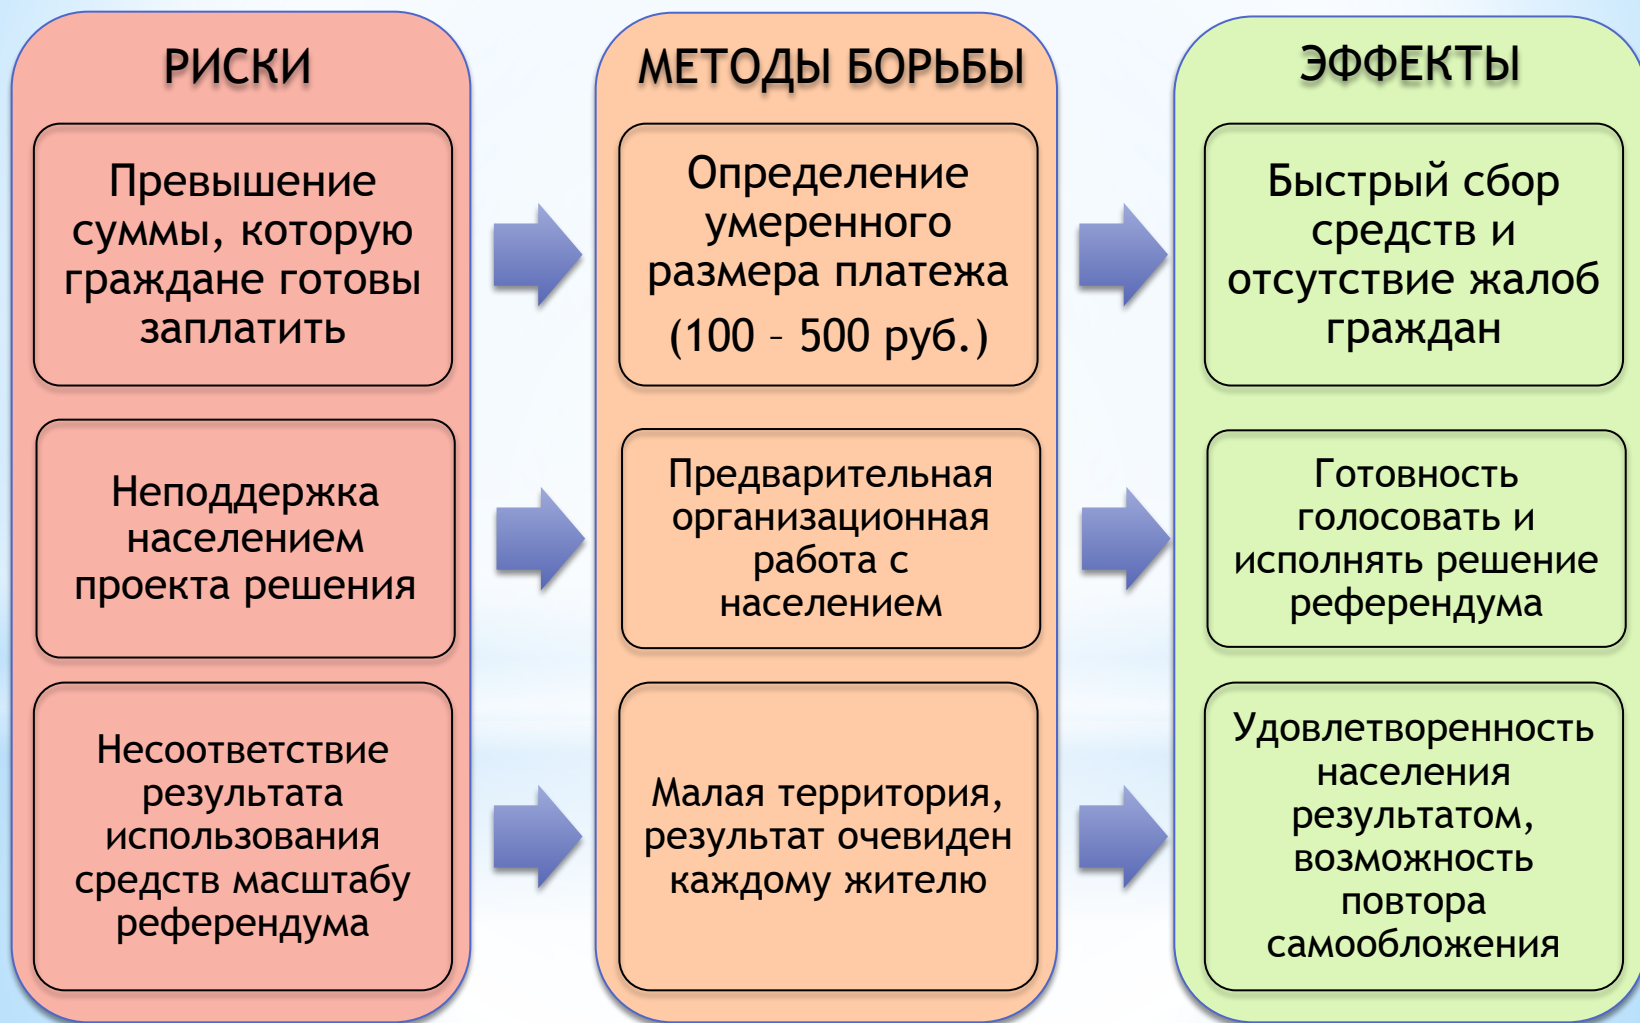 РИСКИ
Превышение
суммы, которую
граждане готовы
заплатить
Неподдержка
населением
проекта решения
Несоответствие
результата
использования
средств масштабу
референдума
МЕТОДЫ БОРЬБЫ
Определение
умеренного
размера платежа
(100 – 500 руб.)
Предварительная
организационная
работа с
населением
Малая территория,
результат очевиден
каждому жителю
ЭФФЕКТЫ
Быстрый сбор
средств и
отсутствие жалоб
граждан
Готовность
голосовать и
исполнять решение
референдума
Удовлетворенность
населения
результатом,
возможность
повтора
самообложения